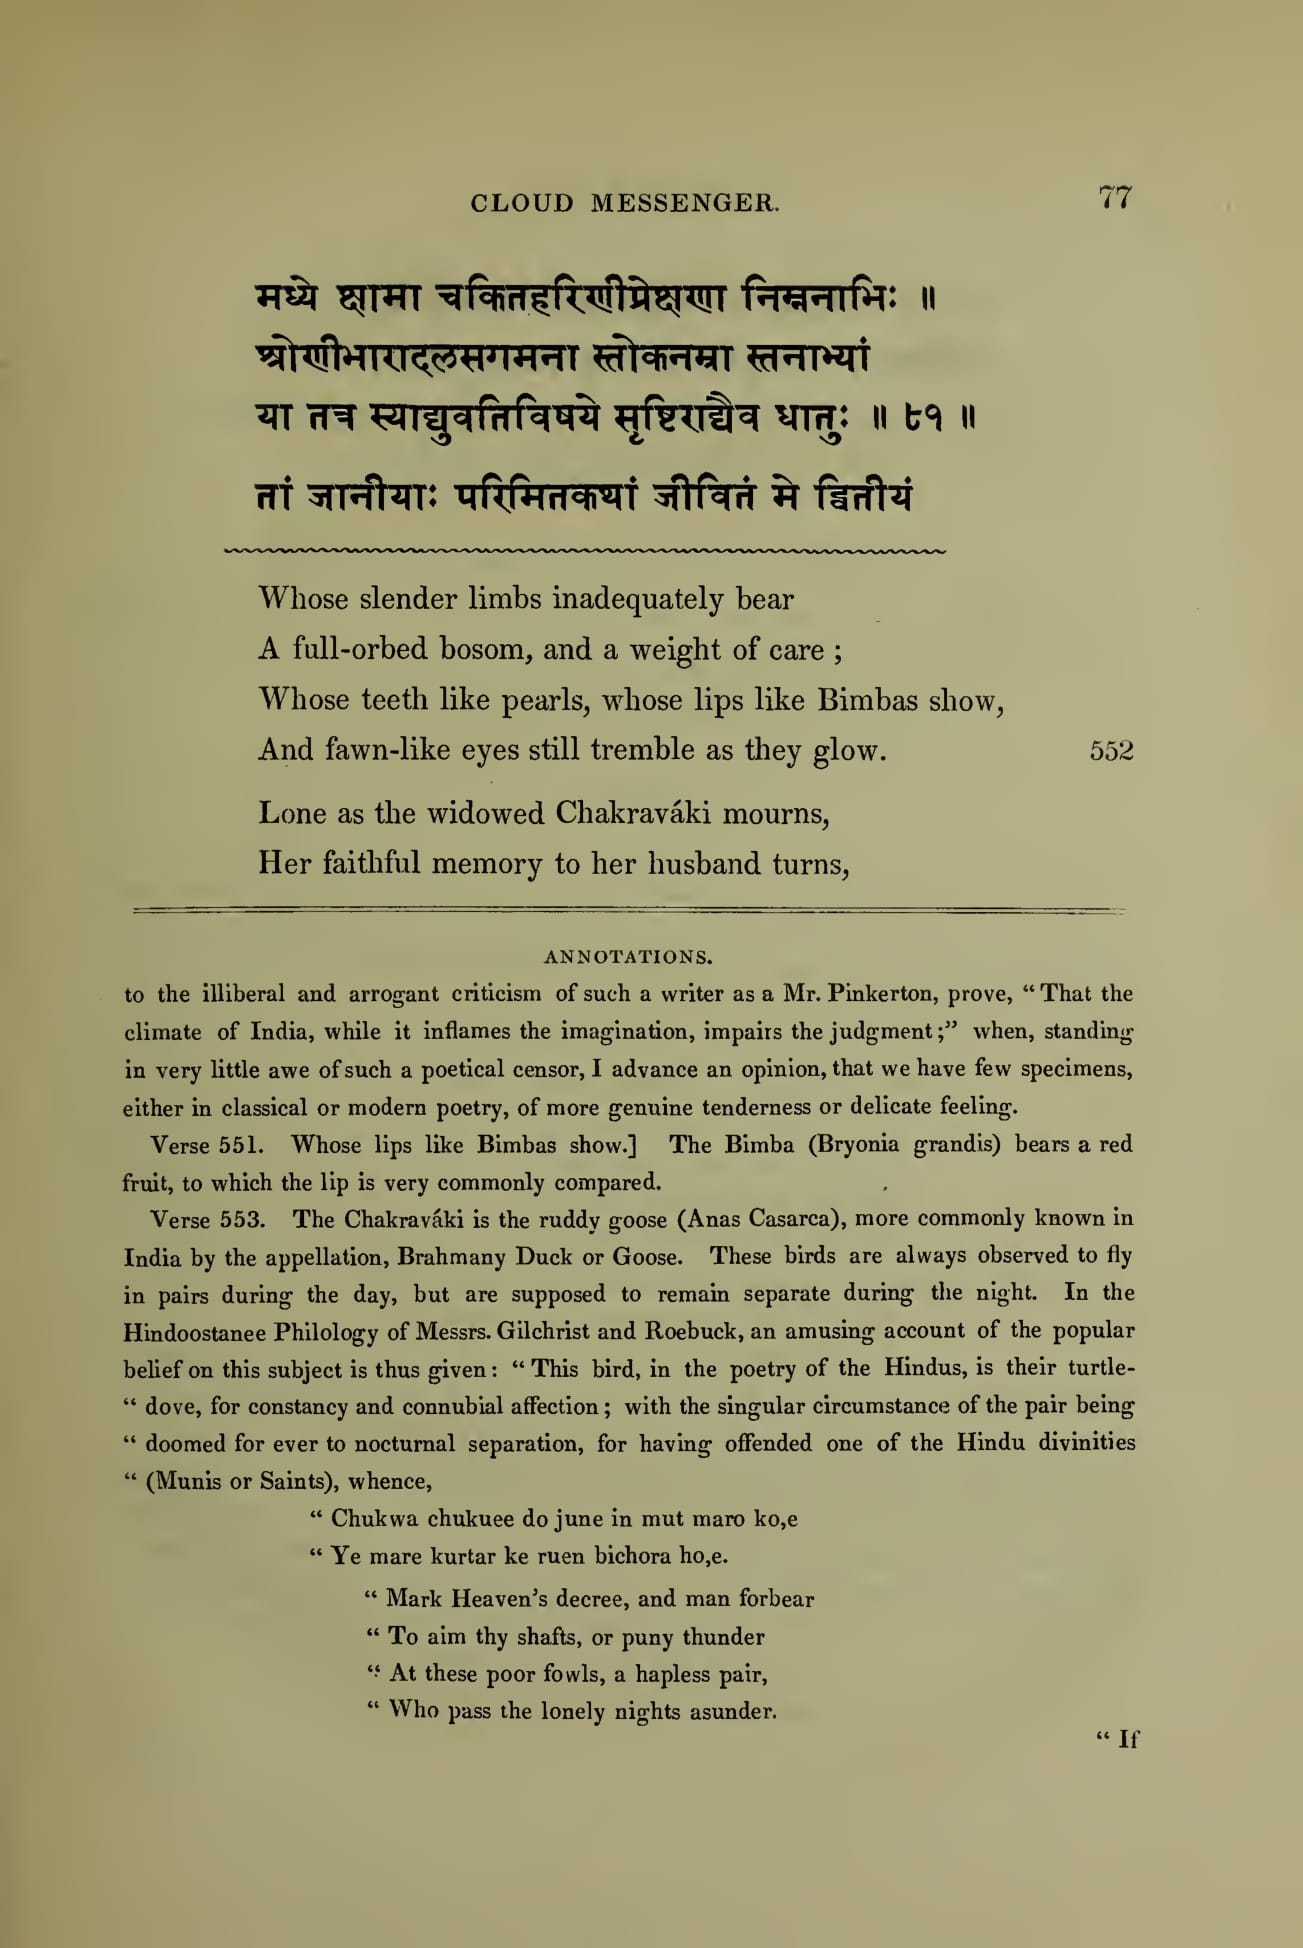 CLOUD MESSENGER. 77
मध्ये क्षामा चकितहरिणीप्रेक्षणा निम्ननाभिः ॥
श्रोणीभारादलसगमना स्तोकनम्रा स्तनाभ्यां
या तत्र स्याद्युवतिविषये सृष्टिराद्यैव धातुः ॥ ८१ ॥
तां जानीयाः परिमितकथां जीवितं मे द्वितीयं
Whose slender limbs inadequately bear
A full-orbed bosom, and a weight of care ;
Whose teeth like pearls, whose lips like Bimbas show,
And fawn-like eyes still tremble as they glow. 552
Lone as the widowed Chakraváki mourns,
Her faithful memory to her husband turns,
ANNOTATIONS.
to the illiberal and arrogant criticism of such a writer as a Mr. Pinkerton, prove, “ That the
climate of India, while it inflames the imagination, impairs the judgment ;” when, standing
in very little awe of such a poetical censor, I advance an opinion, that we have few specimens,
either in classical or modern poetry, of more genuine tenderness or delicate feeling.
Verse 551. Whose lips like Bimbas show.] The Bimba (Bryonia grandis) bears a red
fruit, to which the lip is very commonly compared.
Verse 553. The Chakraváki is the ruddy goose (Anas Casarca), more commonly known in
India by the appellation, Brahmany Duck or Goose. These birds are always observed to fly
in pairs during the day, but are supposed to remain separate during the night. In the
Hindoostanee Philology of Messrs. Gilchrist and Roebuck, an amusing account of the popular
belief on this subject is thus given : “ This bird, in the poetry of the Hindus, is their turtle-
“ dove, for constancy and connubial affection ; with the singular circumstance of the pair being
“ doomed for ever to nocturnal separation, for having offended one of the Hindu divinities
“ (Munis or Saints), whence,
“ Chukwa chukuee do june in mut maro ko,e
“ Ye mare kurtar ke ruen bichora ho,e.
“ Mark Heaven’s decree, and man forbear
“ To aim thy shafts, or puny thunder
“ At these poor fowls, a hapless pair,
“ Who pass the lonely nights asunder.
“ If